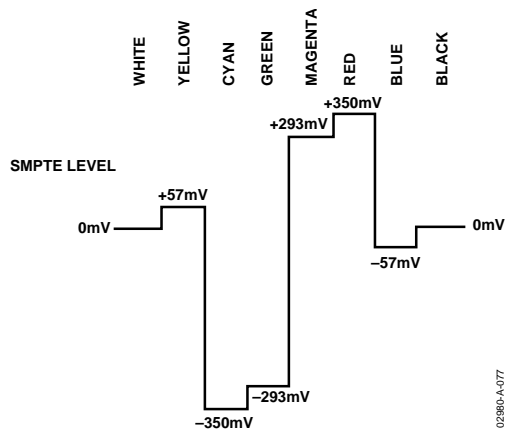 WHITE
YELLOW
CYAN
GREEN
MAGENTA
RED
BLUE
BLACK
+350mV
+293mV
SMPTE LEVEL
+57mV
0mV
0mV
–57mV
–293mV
–350mV
02980-A-077